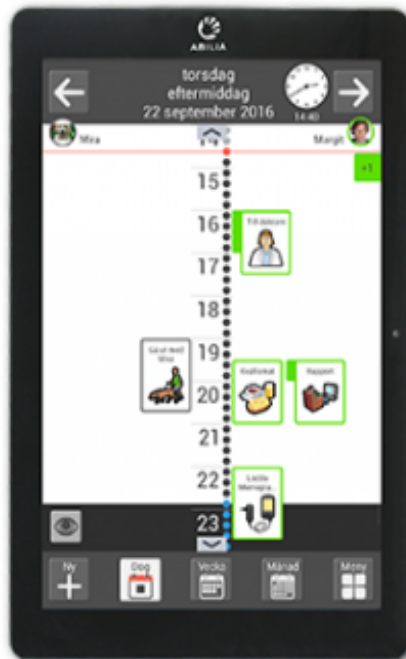 ABILIA
torsdag
eftermiddag
22 september 2016
14:40
Mira
Margit
+1
15
16
Till doktorn
17
18
19
Gå ut med
Mira
Kvällsmat
Rapport
20
21
22
Ladda
23
Ny
Dag
Vecka
Månad
Meny